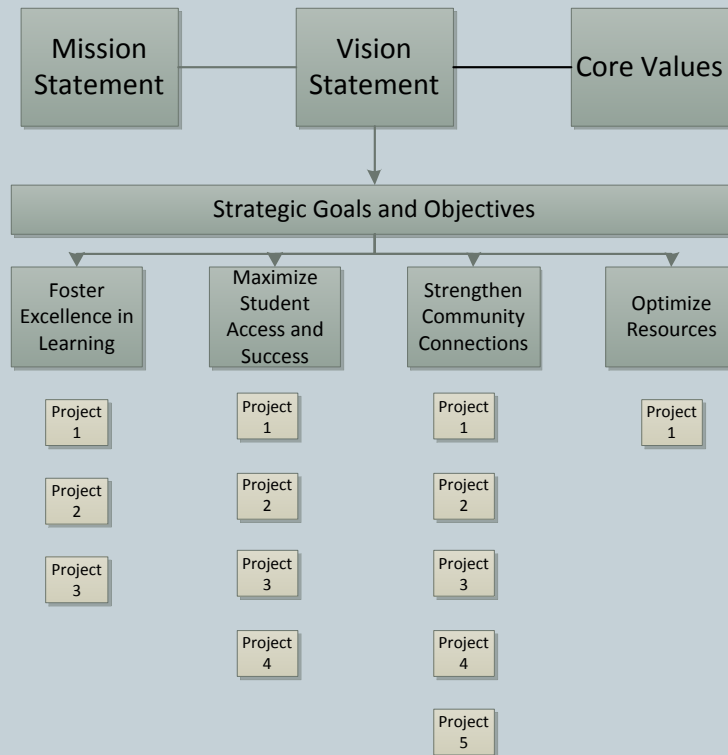 Mission
Statement
Vision
Statement
Core Values
Strategic Goals and Objectives
Foster
Excellence in
Learning
Maximize
Student
Access and
Success
Strengthen
Community
Connections
Optimize
Resources
Project
1
Project
2
Project
3
Project
1
Project
2
Project
3
Project
4
Project
1
Project
2
Project
3
Project
4
Project
5
Project
1